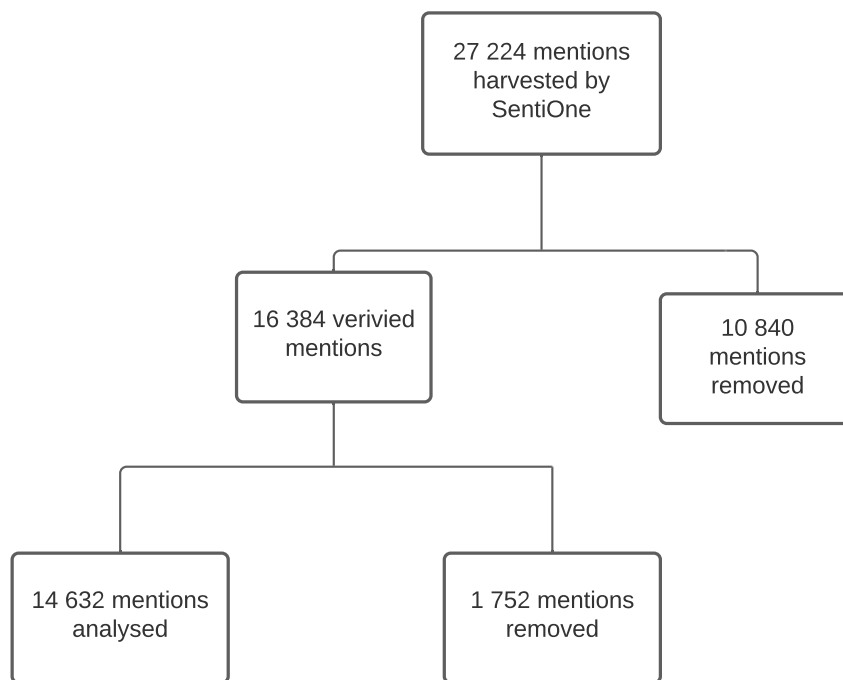 27 224 mentions
harvested by
SentiOne
16 384 verivied
mentions
10 840
mentions
removed
14 632 mentions
analysed
1 752 mentions
removed